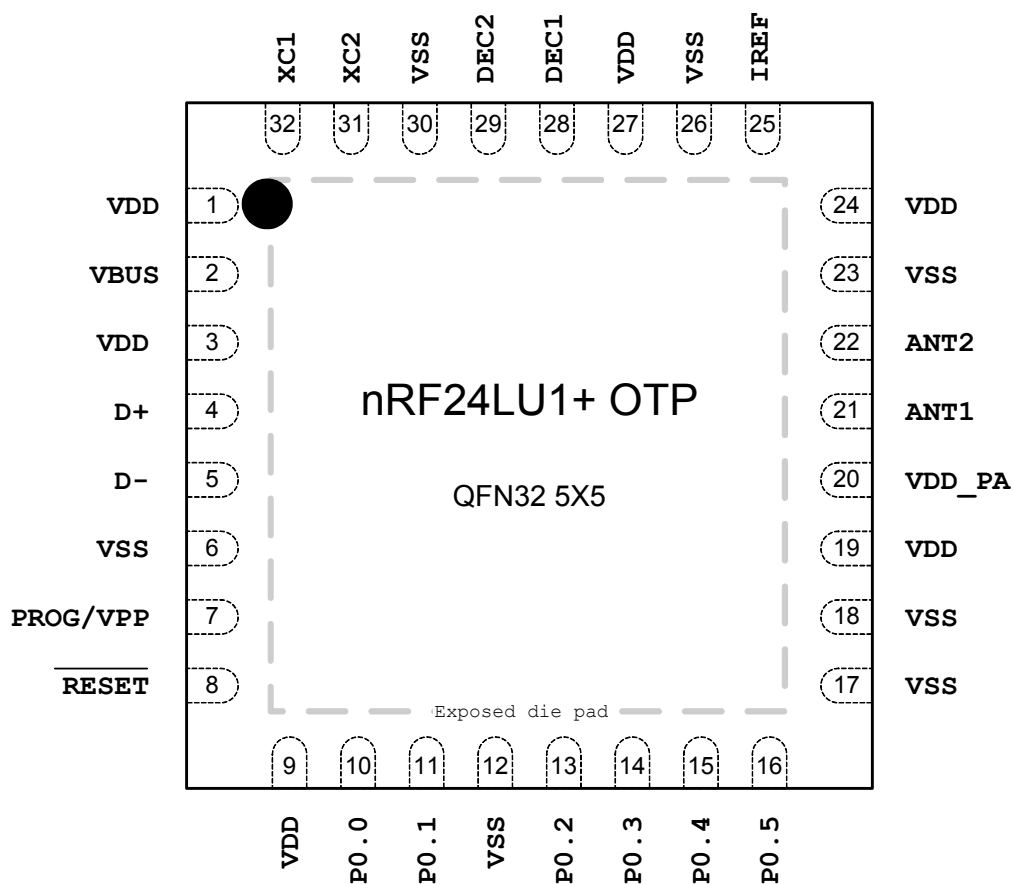 XC1 XC2 VSS DEC2 DEC1 VDD VSS IREF
32 31 30 29 28 27 26 25
VDD 1 24 VDD
VBUS 2 23 VSS
VDD 3 22 ANT2
nRF24LU1+ OTP
D+ 4 21 ANT1
D- 5 QFN32 5X5 20 VDD_PA
VSS 6 19 VDD
PROG/VPP 7 18 VSS
RESET 8 17 VSS
Exposed die pad
9 10 11 12 13 14 15 16
VDD P0.0 P0.1 VSS P0.2 P0.3 P0.4 P0.5